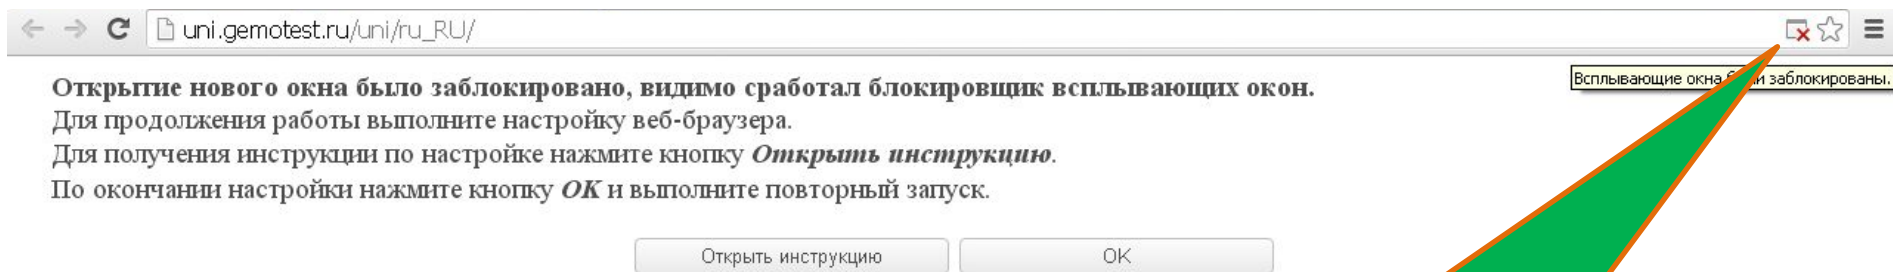 uni.gemotest.ru/uni/ru_RU/
Всплывающие окна заблокированы.
Открытие нового окна было заблокировано, видимо сработал блокировщик всплывающих окон.
Для продолжения работы выполните настройку веб-браузера.
Для получения инструкции по настройке нажмите кнопку Открыть инструкцию.
По окончании настройки нажмите кнопку OK и выполните повторный запуск.
Открыть инструкцию
OK